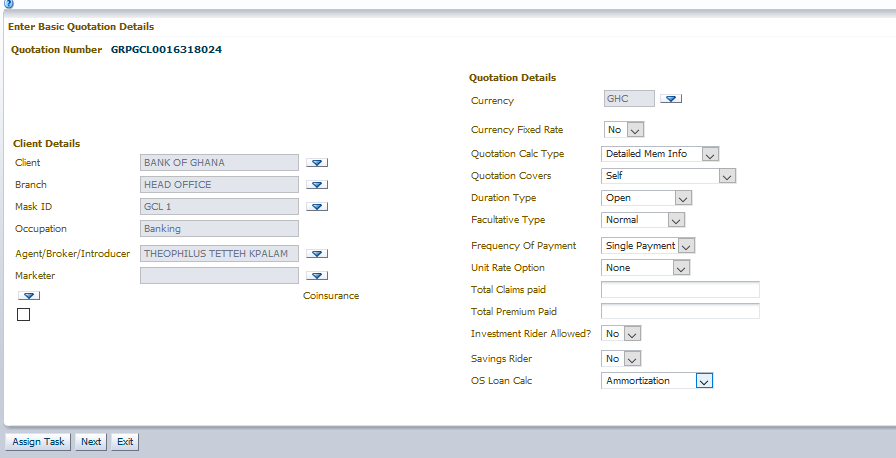 Enter Basic Quotation Details
Quotation Number GRPGCL0016318024
Quotation Details
Currency GHC
Currency Fixed Rate No
Quotation Calc Type Detailed Mem Info
Quotation Covers Self
Duration Type Open
Facultative Type Normal
Frequency Of Payment Single Payment
Unit Rate Option None
Total Claims paid
Total Premium Paid
Investment Rider Allowed? No
Savings Rider No
OS Loan Calc Ammortization
Client Details
Client BANK OF GHANA
Branch HEAD OFFICE
Mask ID GCL 1
Occupation Banking
Agent/Broker/Introducer THEOPHILUS TETTEH KPALAM
Marketer
Coinsurance
Assign Task Next Exit